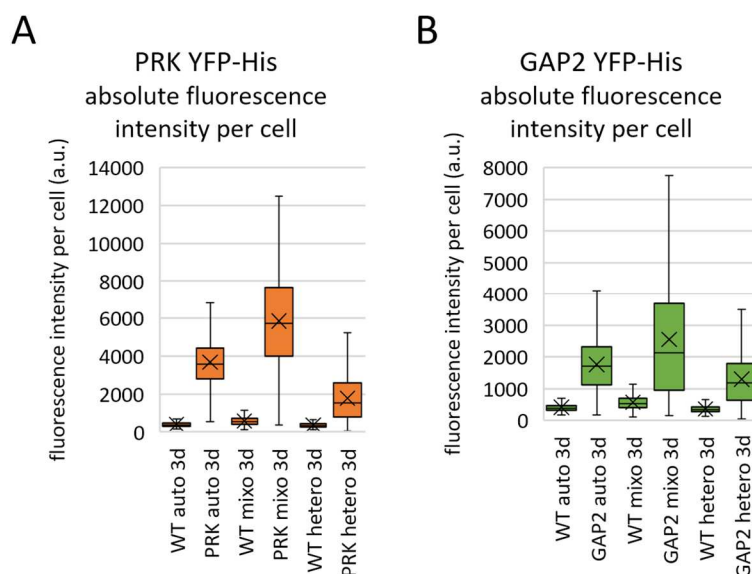 A
PRK YFP-His
absolute fluorescence
intensity per cell
fluorescence intensity per cell (a.u.)
14000
12000
10000
8000
6000
4000
2000
0
WT auto 3d
PRK auto 3d
WT mixo 3d
PRK mixo 3d
WT hetero 3d
PRK hetero 3d
B
GAP2 YFP-His
absolute fluorescence
intensity per cell
fluorescence intensity per cell (a.u.)
8000
7000
6000
5000
4000
3000
2000
1000
0
WT auto 3d
GAP2 auto 3d
WT mixo 3d
GAP2 mixo 3d
WT hetero 3d
GAP2 hetero 3d